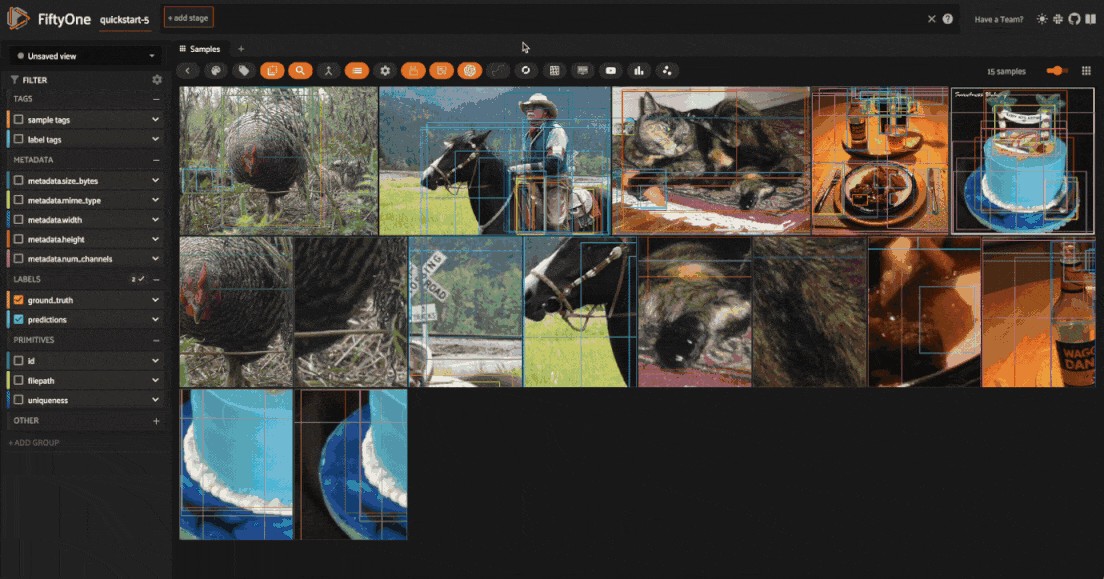 FiftyOne quickstart-5 + add stage Have a Team?
Unsaved view
Samples +
FILTER
15 samples
TAGS
sample tags
label tags
METADATA
metadata.size_bytes
metadata.mime_type
metadata.width
metadata.height
metadata.num_channels
LABELS 2
ground_truth
predictions
PRIMITIVES
id
filepath
uniqueness
OTHER
+ ADD GROUP
CROSSING
ROAD
TRACKS
WAGO
DAN